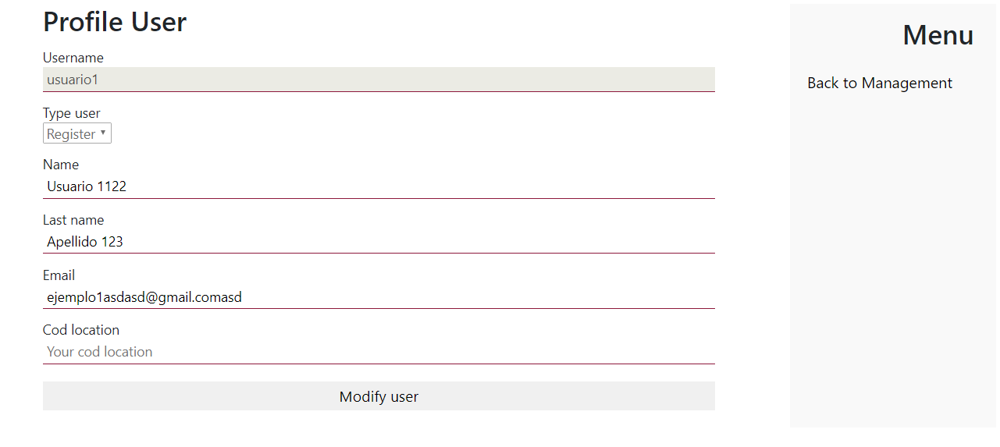 Profile User
Username
usuario1
Type user
Register
Name
Usuario 1122
Last name
Apellido 123
Email
ejemplo1asdasd@gmail.comasd
Cod location
Your cod location
Modify user
Menu
Back to Management